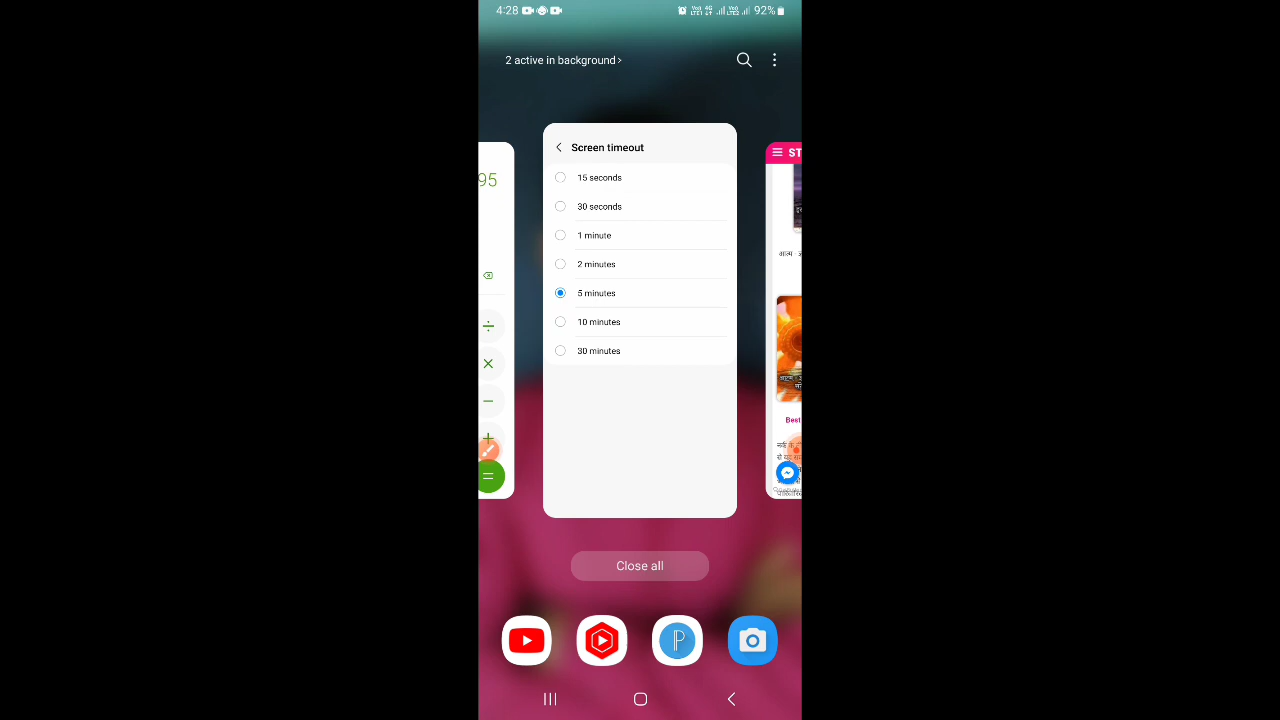 4:28
92%
2 active in background >
95
Screen timeout
15 seconds
30 seconds
1 minute
2 minutes
5 minutes
10 minutes
30 minutes
ST
आत्म
Best
÷
×
−
+
=
Close all